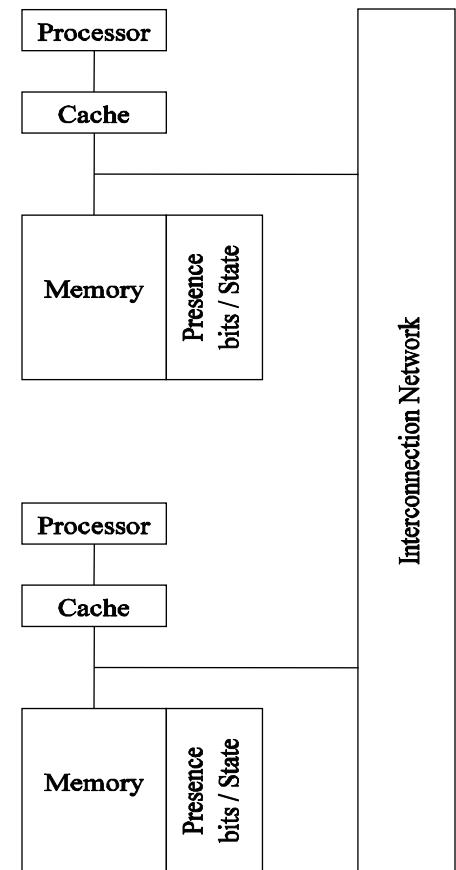 Processor
Cache
Memory
Presence
bits / State
Processor
Cache
Memory
Presence
bits / State
Interconnection Network